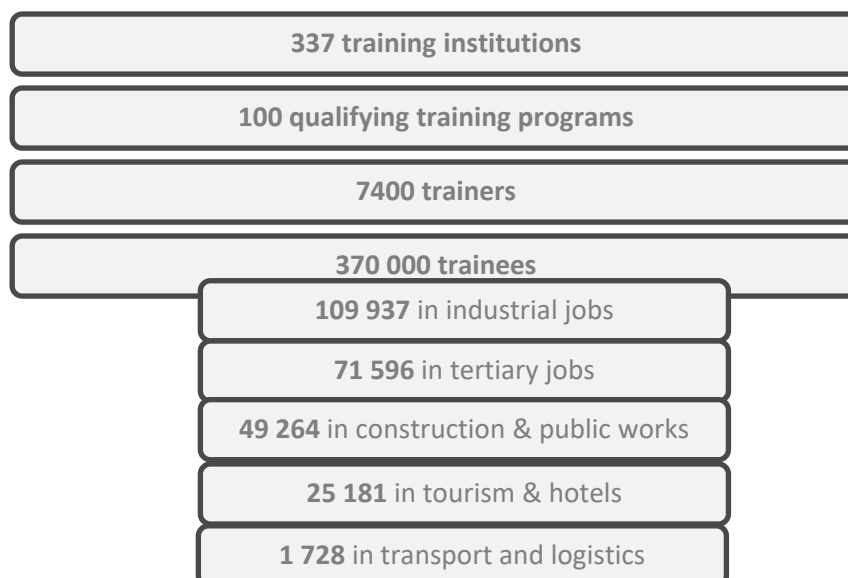 337 training institutions
100 qualifying training programs
7400 trainers
370 000 trainees
109 937 in industrial jobs
71 596 in tertiary jobs
49 264 in construction & public works
25 181 in tourism & hotels
1 728 in transport and logistics